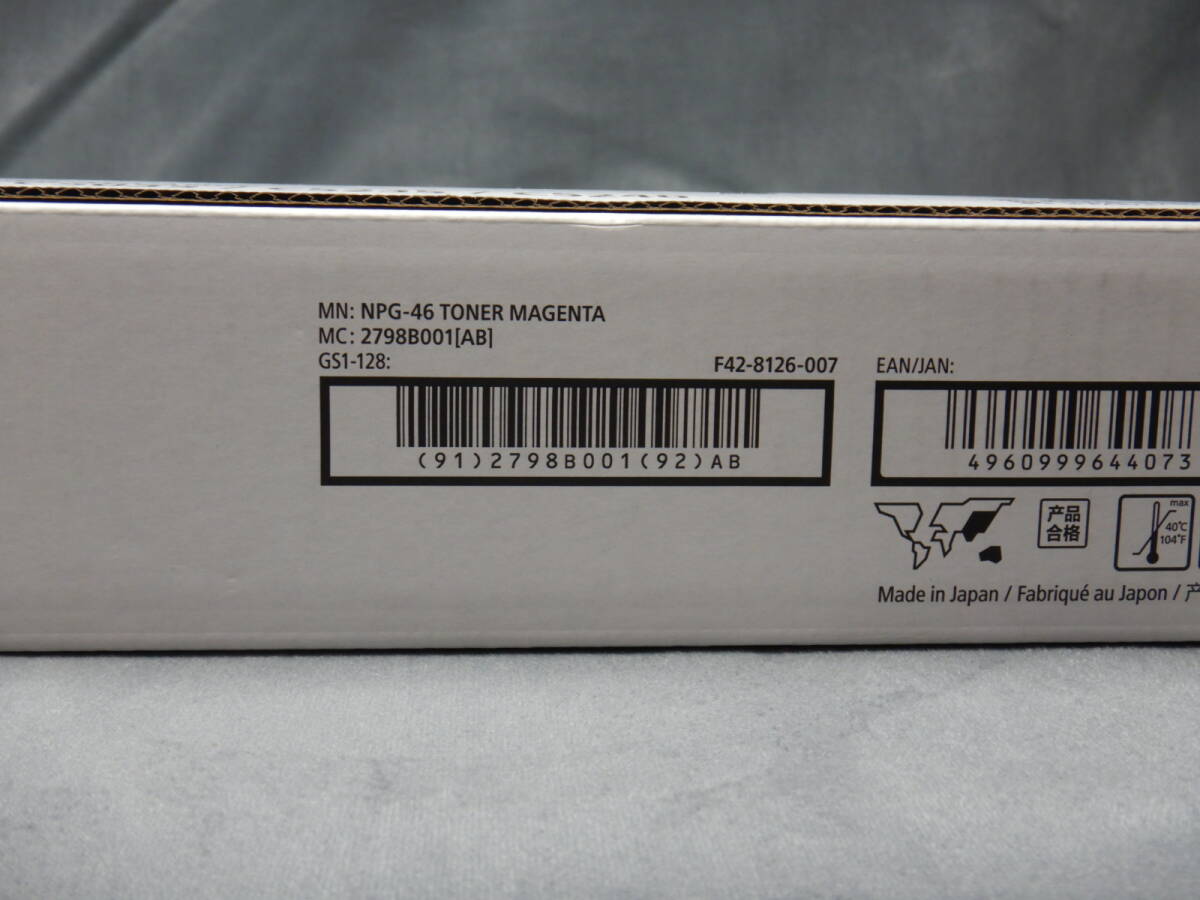 MN: NPG-46 TONER MAGENTA
MC: 2798B001[AB]
GS1-128:
F42-8126-007
(91)2798B001(92)AB
EAN/JAN:
4960999644073
产品
合格
max
40°C
104°F
Made in Japan / Fabriqué au Japon / 产